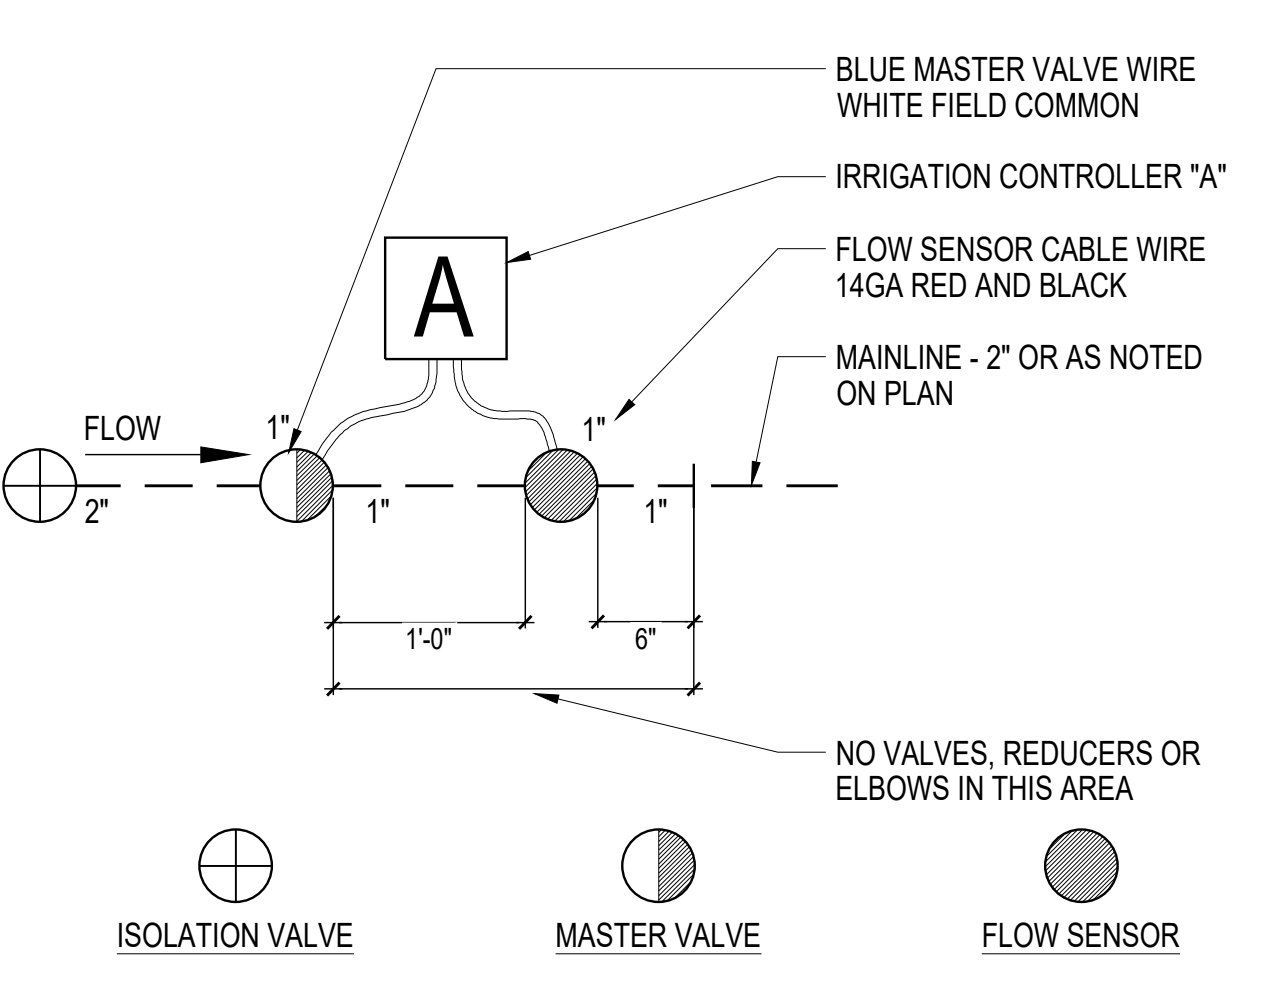 BLUE MASTER VALVE WIRE
WHITE FIELD COMMON
IRRIGATION CONTROLLER "A"
FLOW SENSOR CABLE WIRE
14GA RED AND BLACK
MAINLINE - 2" OR AS NOTED
ON PLAN
A
FLOW
1"
1"
2"
1"
1"
1'-0"
6"
NO VALVES, REDUCERS OR
ELBOWS IN THIS AREA
ISOLATION VALVE
MASTER VALVE
FLOW SENSOR